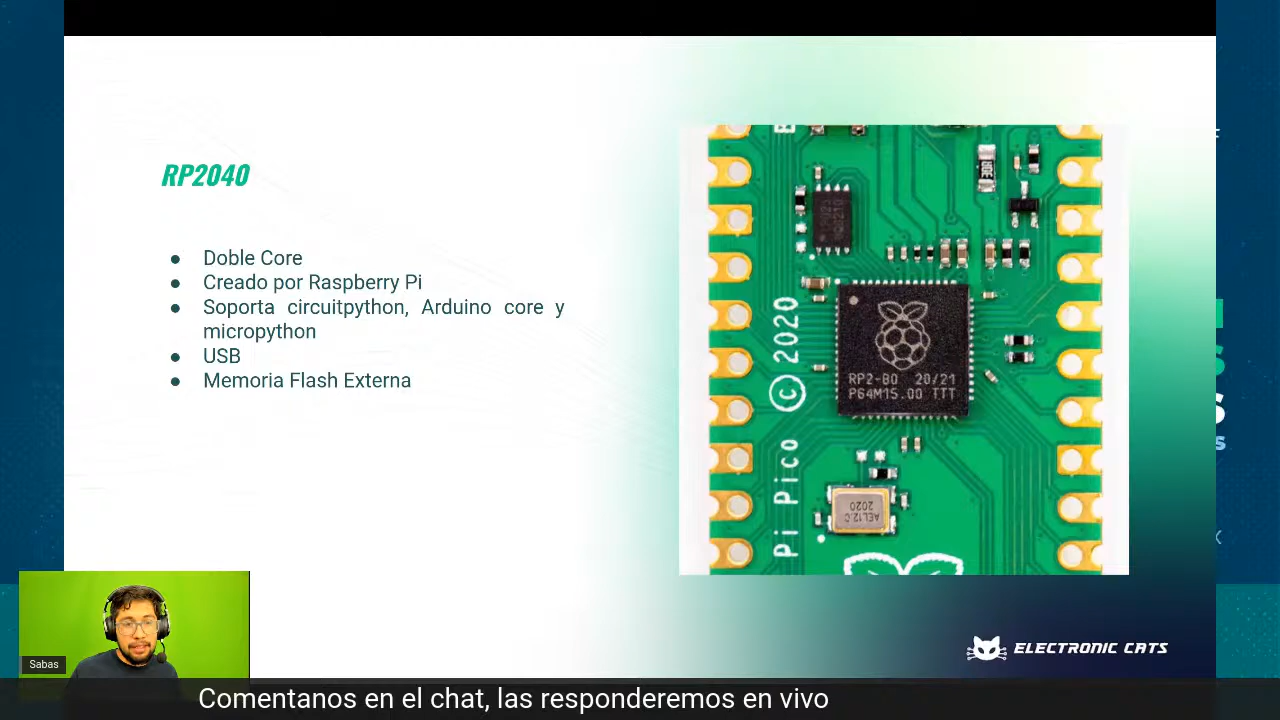 RP2040
● Doble Core
● Creado por Raspberry Pi
● Soporta circuitpython, Arduino core y
micropython
● USB
● Memoria Flash Externa
Pi Pico © 2020
RP2-B0 20/21
P64M15.00 TTT
AEL12.C
2020
ELECTRONIC CATS
Sabas
Comentanos en el chat, las responderemos en vivo